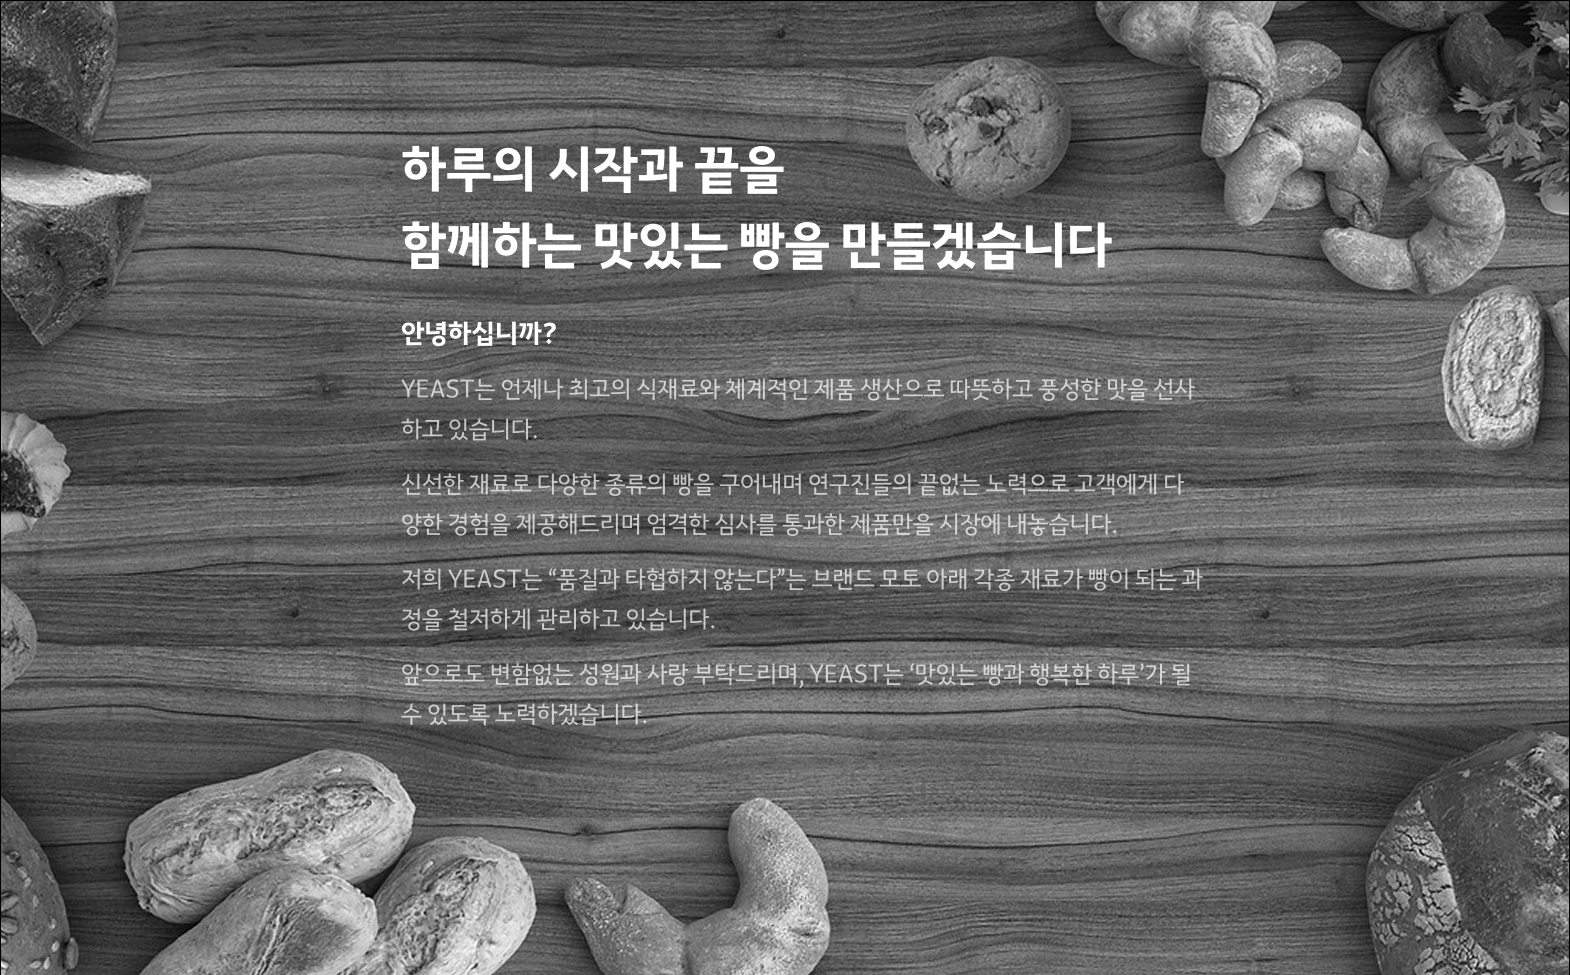 하루의 시작과 끝을
함께하는 맛있는 빵을 만들겠습니다
안녕하십니까?
YEAST는 언제나 최고의 식재료와 체계적인 제품 생산으로 따뜻하고 풍성한 맛을 선사
하고 있습니다.
신선한 재료로 다양한 종류의 빵을 구어내며 연구진들의 끝없는 노력으로 고객에게 다
양한 경험을 제공해드리며 엄격한 심사를 통과한 제품만을 시장에 내놓습니다.
저희 YEAST는 “품질과 타협하지 않는다”는 브랜드 모토 아래 각종 재료가 빵이 되는 과
정을 철저하게 관리하고 있습니다.
앞으로도 변함없는 성원과 사랑 부탁드리며, YEAST는 ‘맛있는 빵과 행복한 하루’가 될
수 있도록 노력하겠습니다.